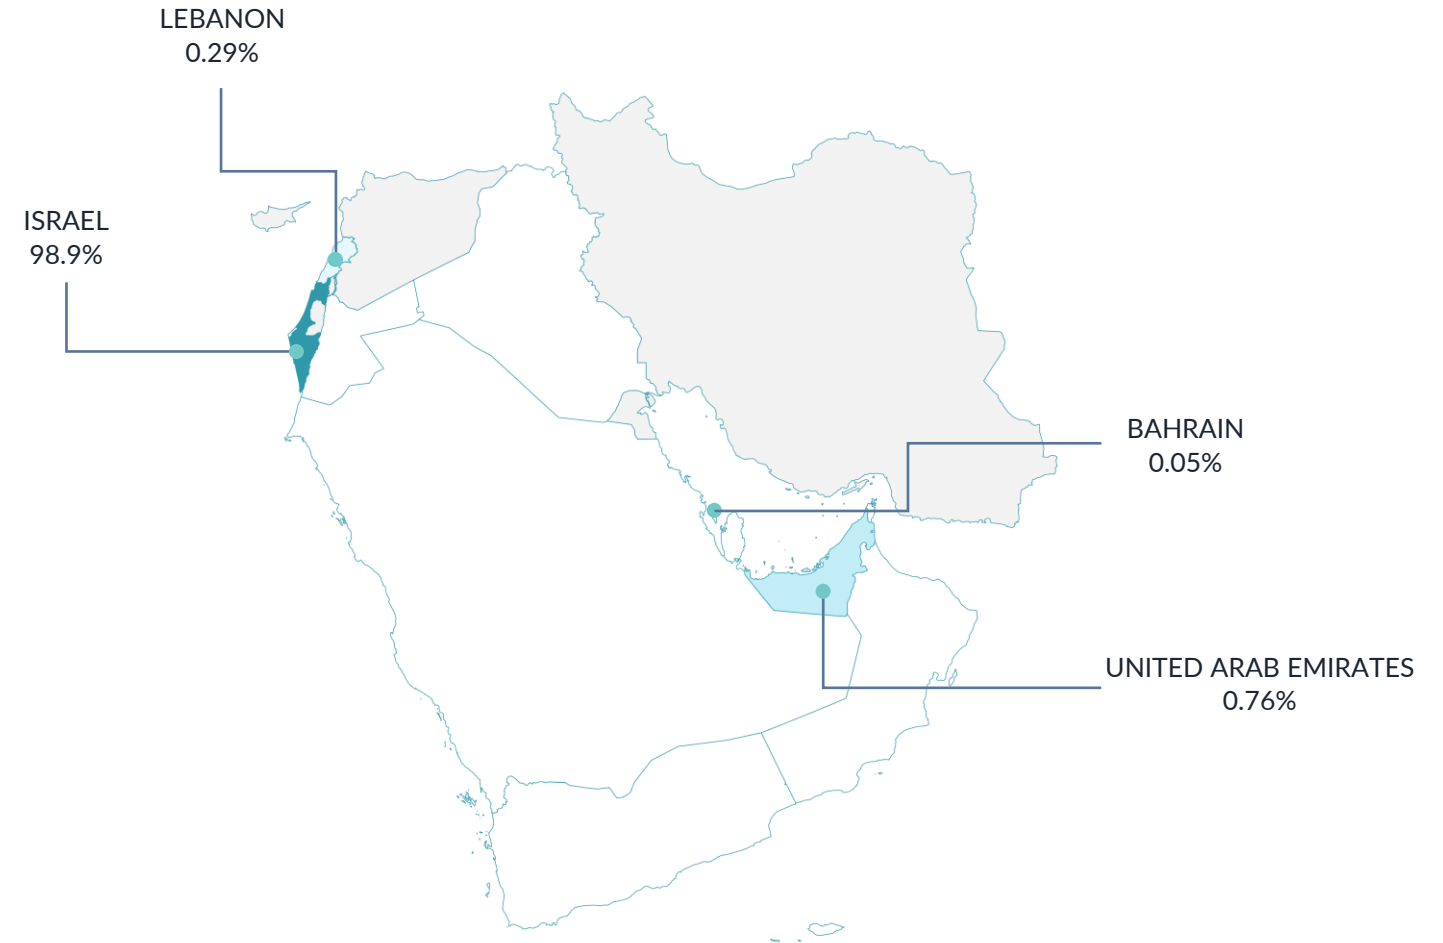 LEBANON
0.29%
ISRAEL
98.9%
BAHRAIN
0.05%
UNITED ARAB EMIRATES
0.76%